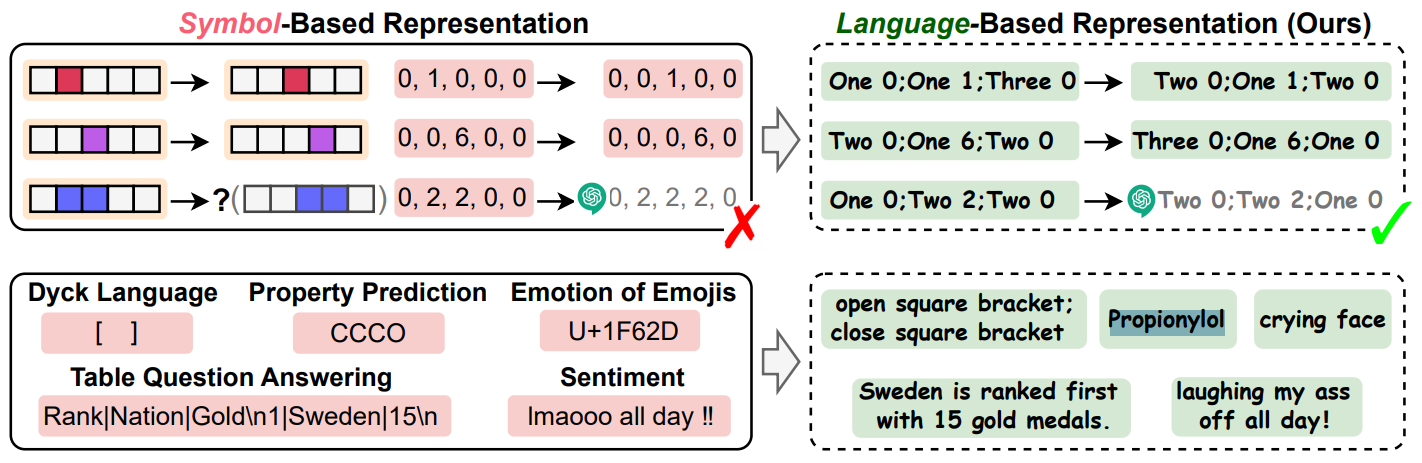 Symbol-Based Representation
Language-Based Representation (Ours)
0, 1, 0, 0, 0
0, 0, 1, 0, 0
0, 0, 6, 0, 0
0, 0, 0, 6, 0
?( )
0, 2, 2, 0, 0
0, 2, 2, 2, 0
One 0;One 1;Three 0
Two 0;One 1;Two 0
Two 0;One 6;Two 0
Three 0;One 6;One 0
One 0;Two 2;Two 0
Two 0;Two 2;One 0
Dyck Language
[ ]
Property Prediction
CCCO
Emotion of Emojis
U+1F62D
Table Question Answering
Rank|Nation|Gold\n1|Sweden|15\n
Sentiment
lmaooo all day !!
open square bracket;
close square bracket
Propionylol
crying face
Sweden is ranked first
with 15 gold medals.
laughing my ass
off all day!